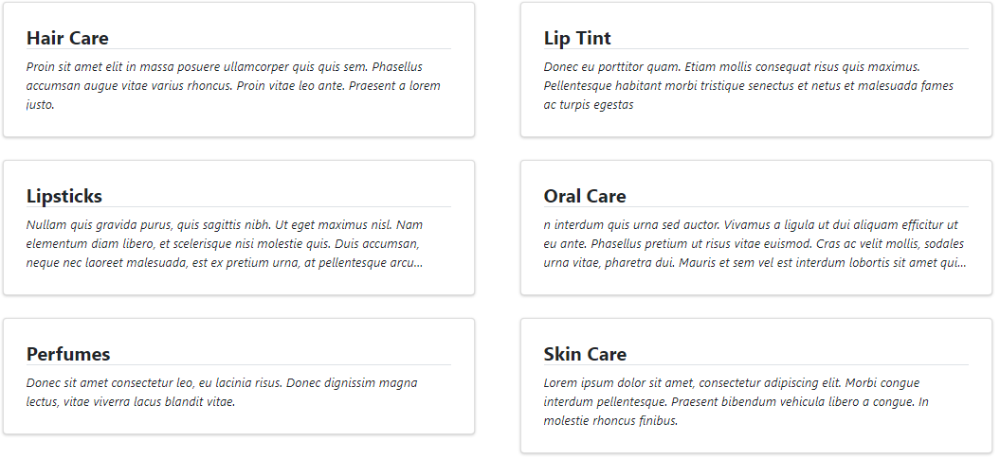 Hair Care
Proin sit amet elit in massa posuere ullamcorper quis quis sem. Phasellus
accumsan augue vitae varius rhoncus. Proin vitae leo ante. Praesent a lorem
justo.
Lip Tint
Donec eu porttitor quam. Etiam mollis consequat risus quis maximus.
Pellentesque habitant morbi tristique senectus et netus et malesuada fames
ac turpis egestas
Lipsticks
Nullam quis gravida purus, quis sagittis nibh. Ut eget maximus nisl. Nam
elementum diam libero, et scelerisque nisi molestie quis. Duis accumsan,
neque nec laoreet malesuada, est ex pretium urna, at pellentesque arcu...
Oral Care
n interdum quis urna sed auctor. Vivamus a ligula ut dui aliquam efficitur ut
eu ante. Phasellus pretium ut risus vitae euismod. Cras ac velit mollis, sodales
urna vitae, pharetra dui. Mauris et sem vel est interdum lobortis sit amet qui...
Perfumes
Donec sit amet consectetur leo, eu lacinia risus. Donec dignissim magna
lectus, vitae viverra lacus blandit vitae.
Skin Care
Lorem ipsum dolor sit amet, consectetur adipiscing elit. Morbi congue
interdum pellentesque. Praesent bibendum vehicula libero a congue. In
molestie rhoncus finibus.